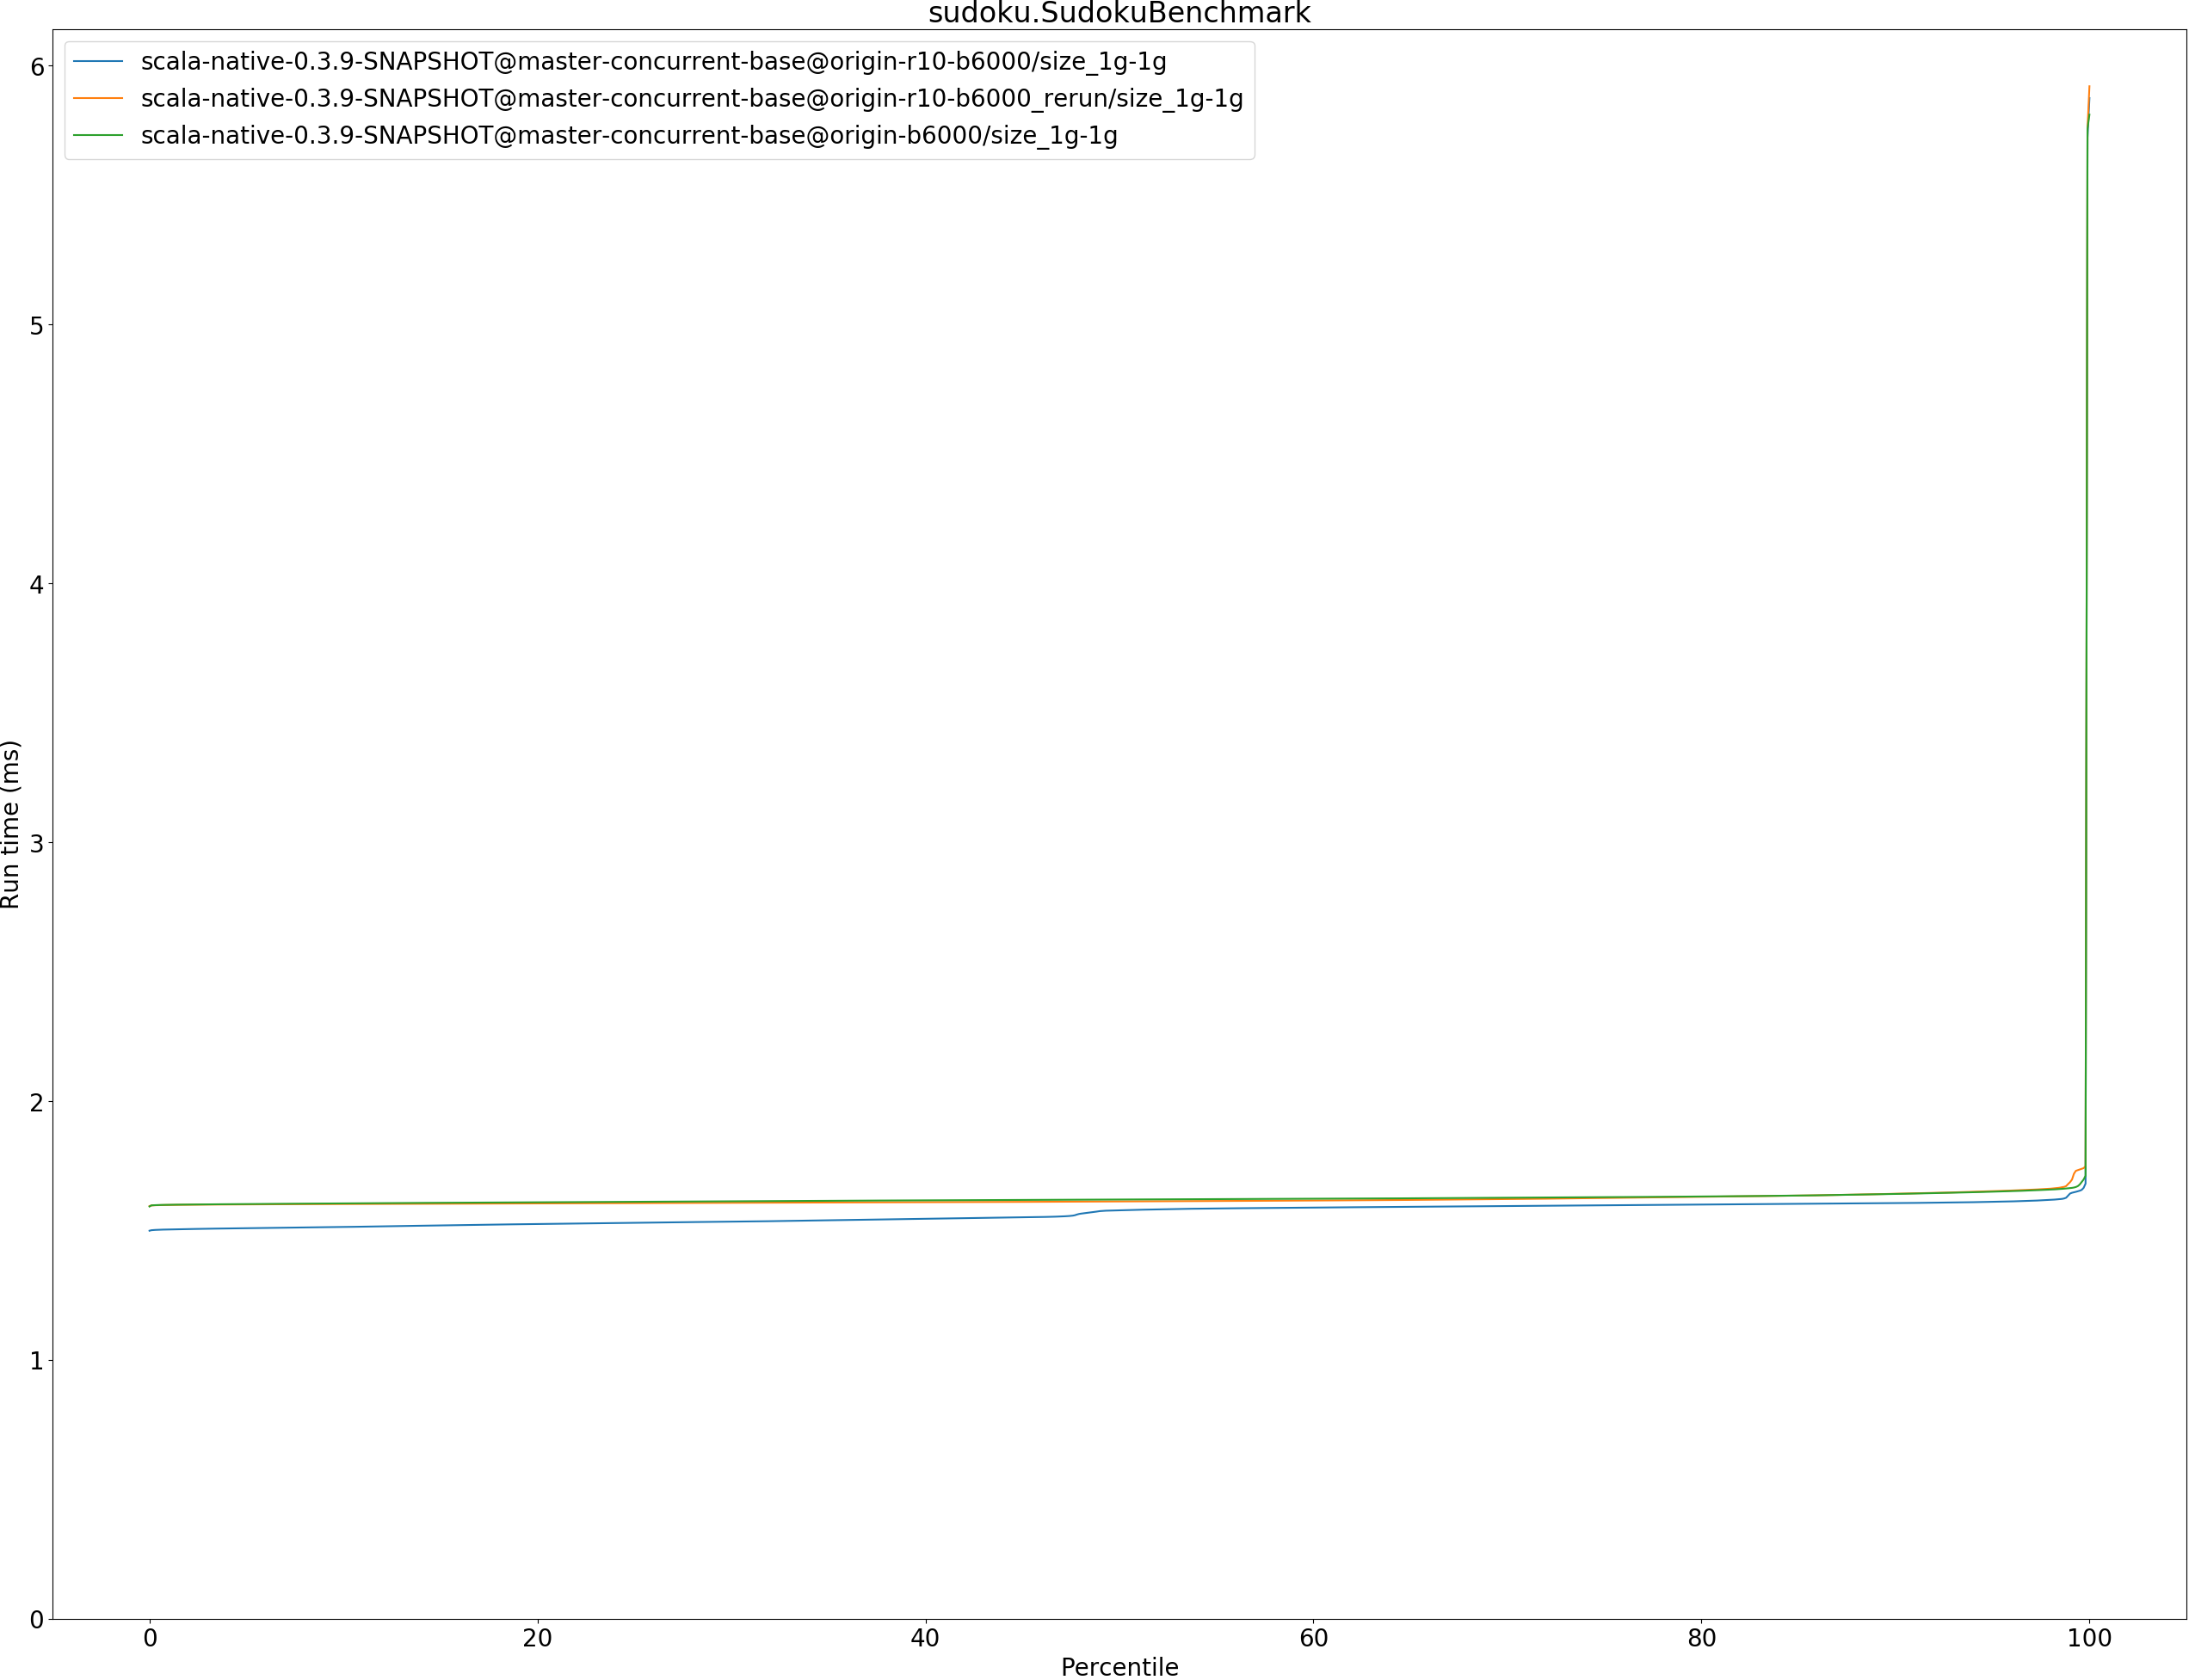 sudoku.SudokuBenchmark
scala-native-0.3.9-SNAPSHOT@master-concurrent-base@origin-r10-b6000/size_1g-1g
scala-native-0.3.9-SNAPSHOT@master-concurrent-base@origin-r10-b6000_rerun/size_1g-1g
scala-native-0.3.9-SNAPSHOT@master-concurrent-base@origin-b6000/size_1g-1g
6
5
4
3
2
1
0
Run time (ms)
0 20 40 60 80 100
Percentile